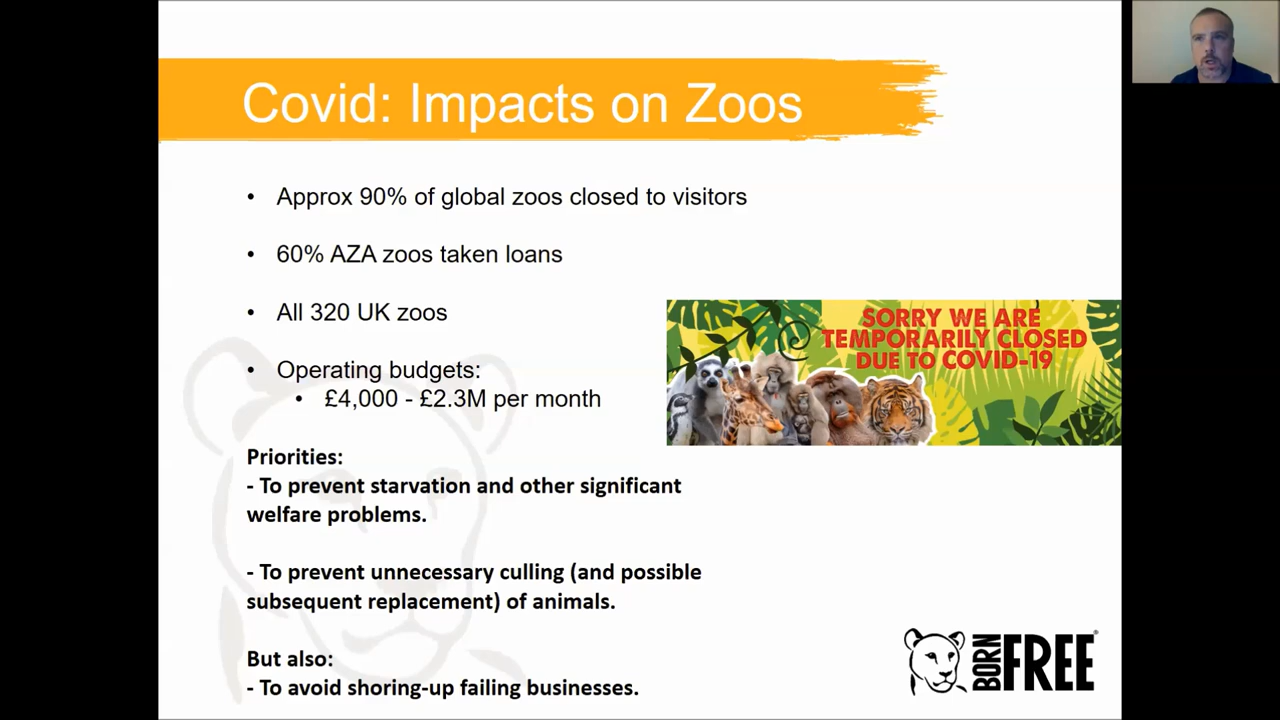 Covid: Impacts on Zoos
• Approx 90% of global zoos closed to visitors
• 60% AZA zoos taken loans
• All 320 UK zoos
• Operating budgets:
• £4,000 - £2.3M per month
SORRY WE ARE
TEMPORARILY CLOSED
DUE TO COVID-19
Priorities:
- To prevent starvation and other significant
welfare problems.
- To prevent unnecessary culling (and possible
subsequent replacement) of animals.
But also:
- To avoid shoring-up failing businesses.
BORN FREE®